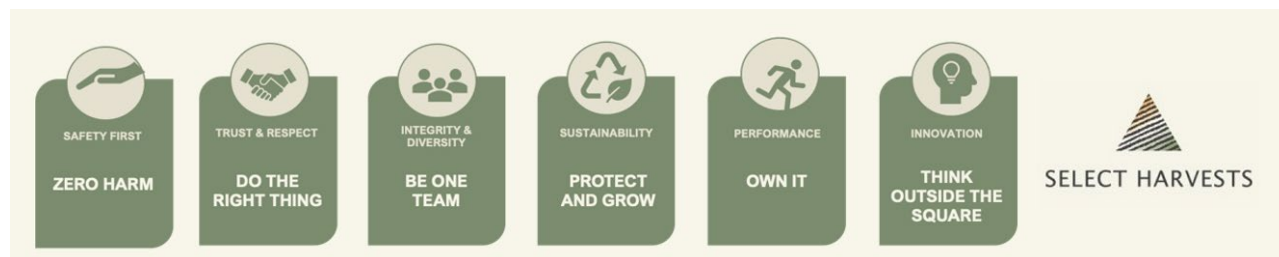 SAFETY FIRST
ZERO HARM
TRUST & RESPECT
DO THE
RIGHT THING
INTEGRITY &
DIVERSITY
BE ONE
TEAM
SUSTAINABILITY
PROTECT
AND GROW
PERFORMANCE
OWN IT
INNOVATION
THINK
OUTSIDE THE
SQUARE
SELECT HARVESTS